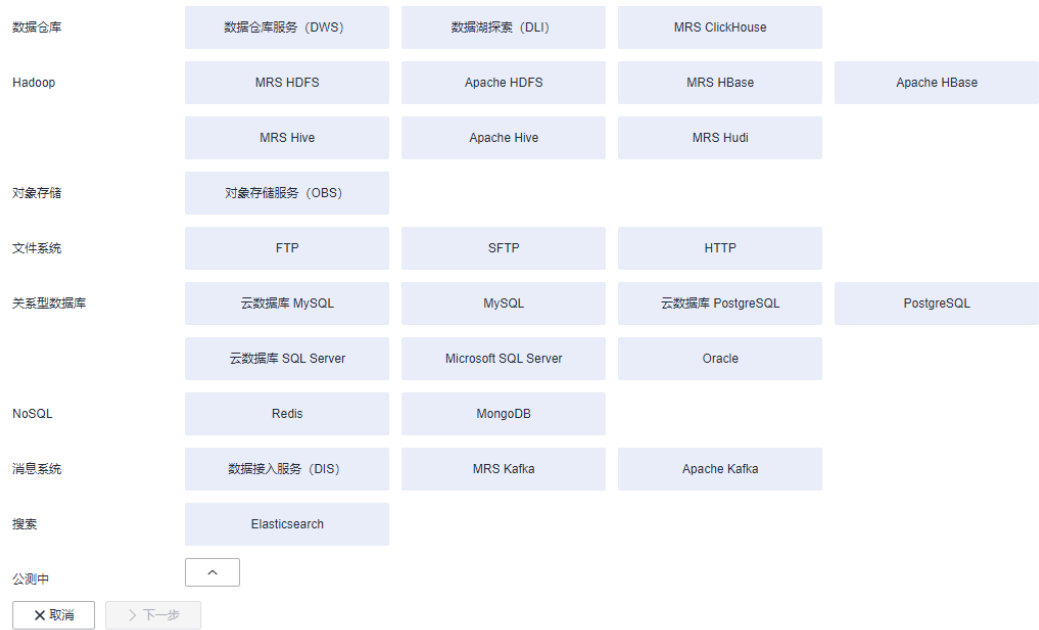 数据仓库 数据仓库服务（DWS） 数据湖探索（DLI） MRS ClickHouse
Hadoop MRS HDFS Apache HDFS MRS HBase Apache HBase
MRS Hive Apache Hive MRS Hudi
对象存储 对象存储服务（OBS）
文件系统 FTP SFTP HTTP
关系型数据库 云数据库 MySQL MySQL 云数据库 PostgreSQL PostgreSQL
云数据库 SQL Server Microsoft SQL Server Oracle
NoSQL Redis MongoDB
消息系统 数据接入服务（DIS） MRS Kafka Apache Kafka
搜索 Elasticsearch
公测中
取消 下一步